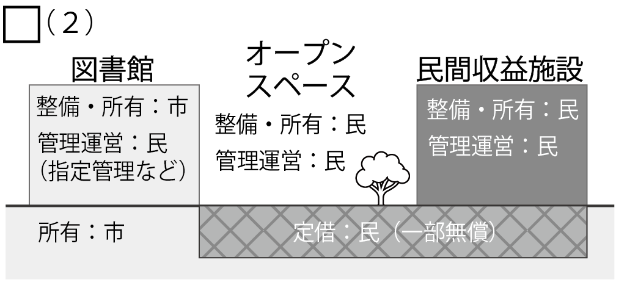 □（２）
図書館
整備・所有：市
管理運営：民
（指定管理など）
オープン
スペース
整備・所有：民
管理運営：民
民間収益施設
整備・所有：民
管理運営：民
所有：市
定借：民（一部無償）